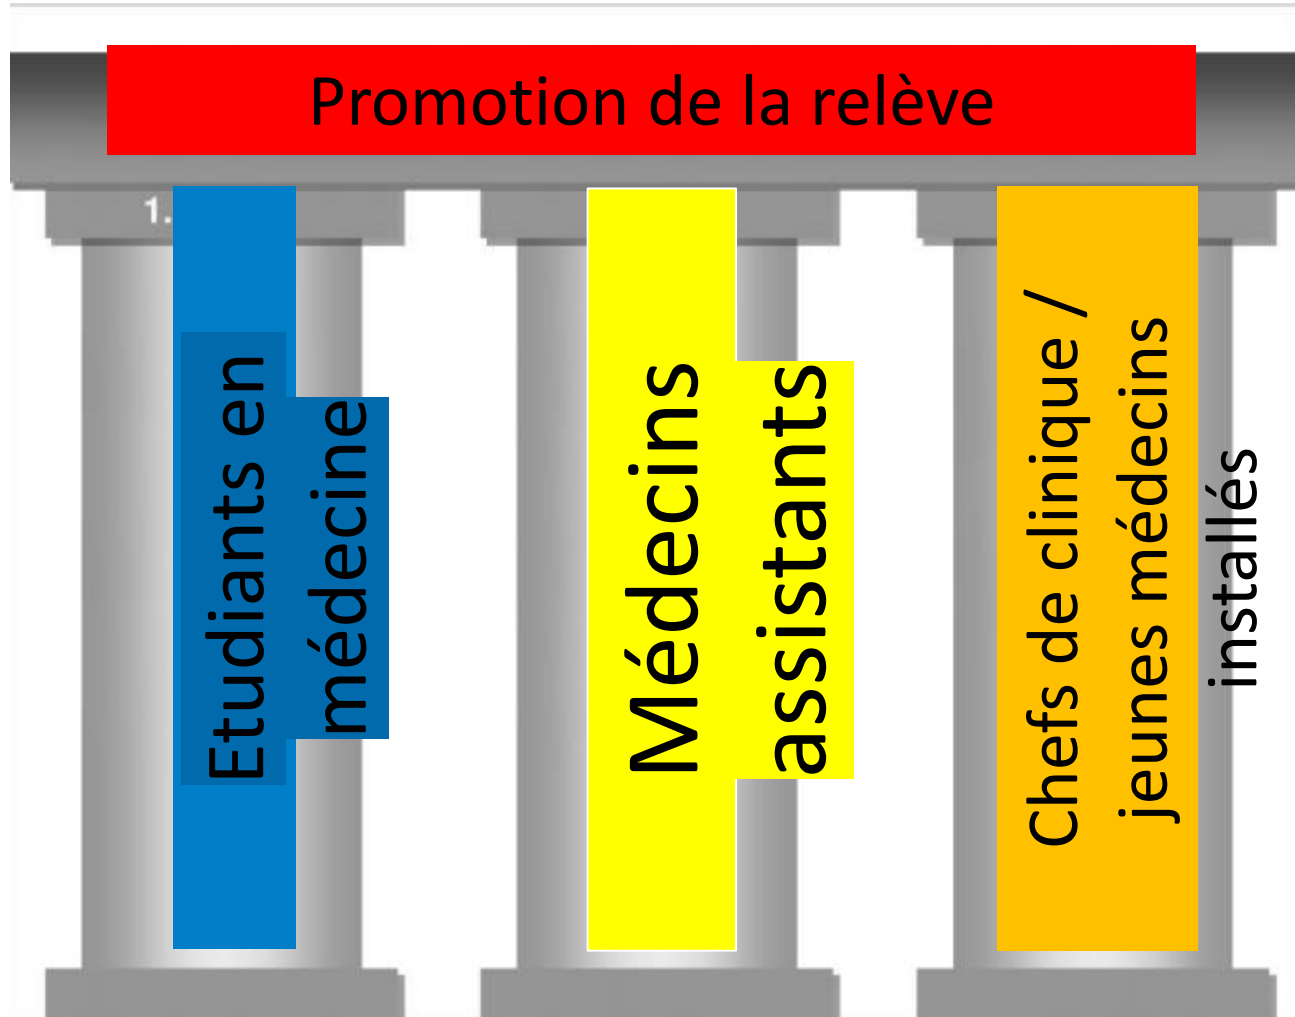 Promotion de la relève
1.
Etudiants en
médecine
Médecins
assistants
Chefs de clinique /
jeunes médecins
installés